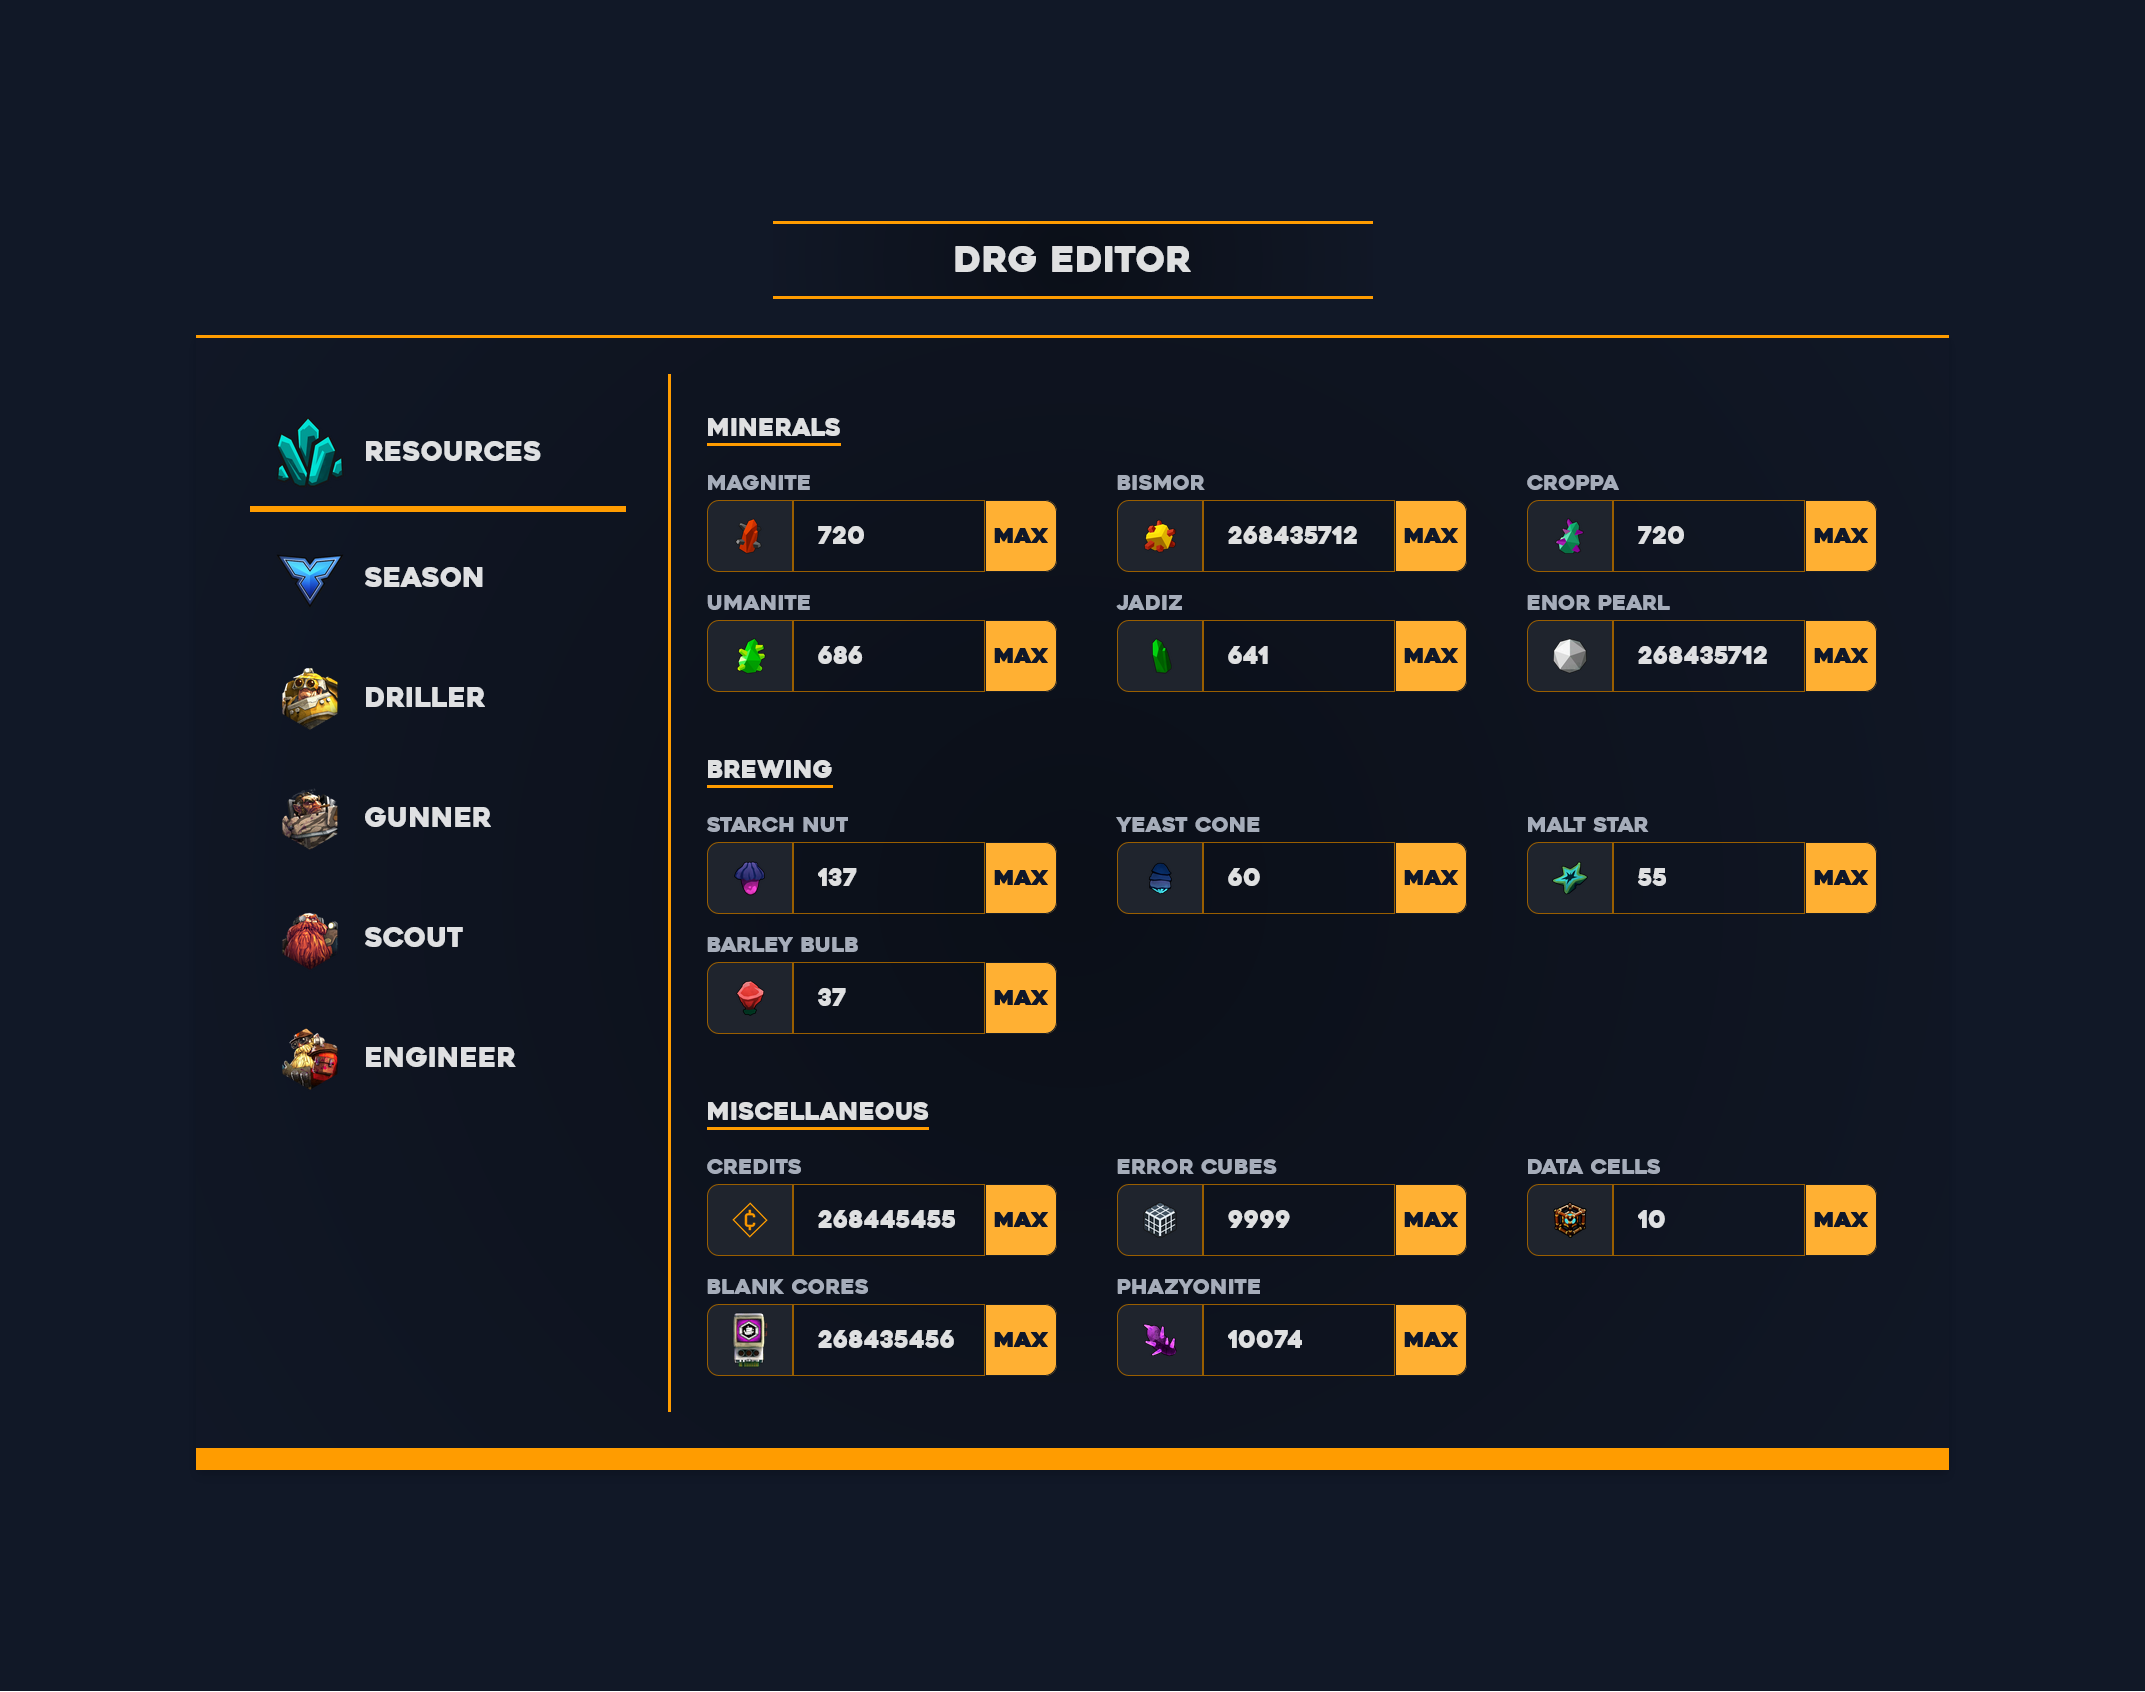 DRG EDITOR
RESOURCES
SEASON
DRILLER
GUNNER
SCOUT
ENGINEER
MINERALS
MAGNITE BISMOR CROPPA
720 MAX 268435712 MAX 720 MAX
UMANITE JADIZ ENOR PEARL
686 MAX 641 MAX 268435712 MAX
BREWING
STARCH NUT YEAST CONE MALT STAR
137 MAX 60 MAX 55 MAX
BARLEY BULB
37 MAX
MISCELLANEOUS
CREDITS ERROR CUBES DATA CELLS
268445455 MAX 9999 MAX 10 MAX
BLANK CORES PHAZYONITE
268435456 MAX 10074 MAX